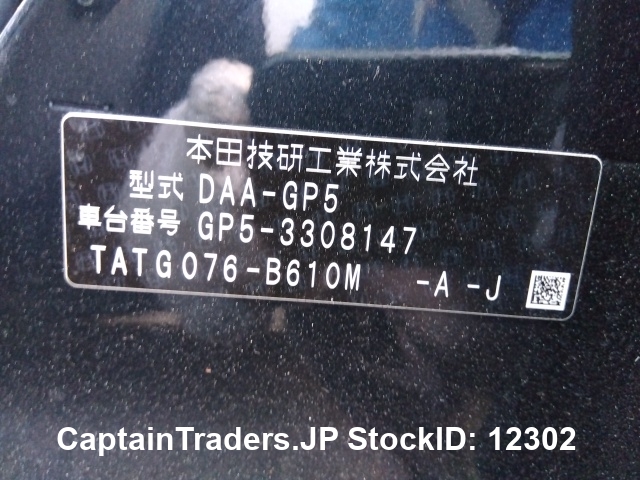 本田技研工業株式会社
型式 DAA-GP5
車台番号 GP5-3308147
TATG076-B610M -A -J
CaptainTraders.JP StockID: 12302